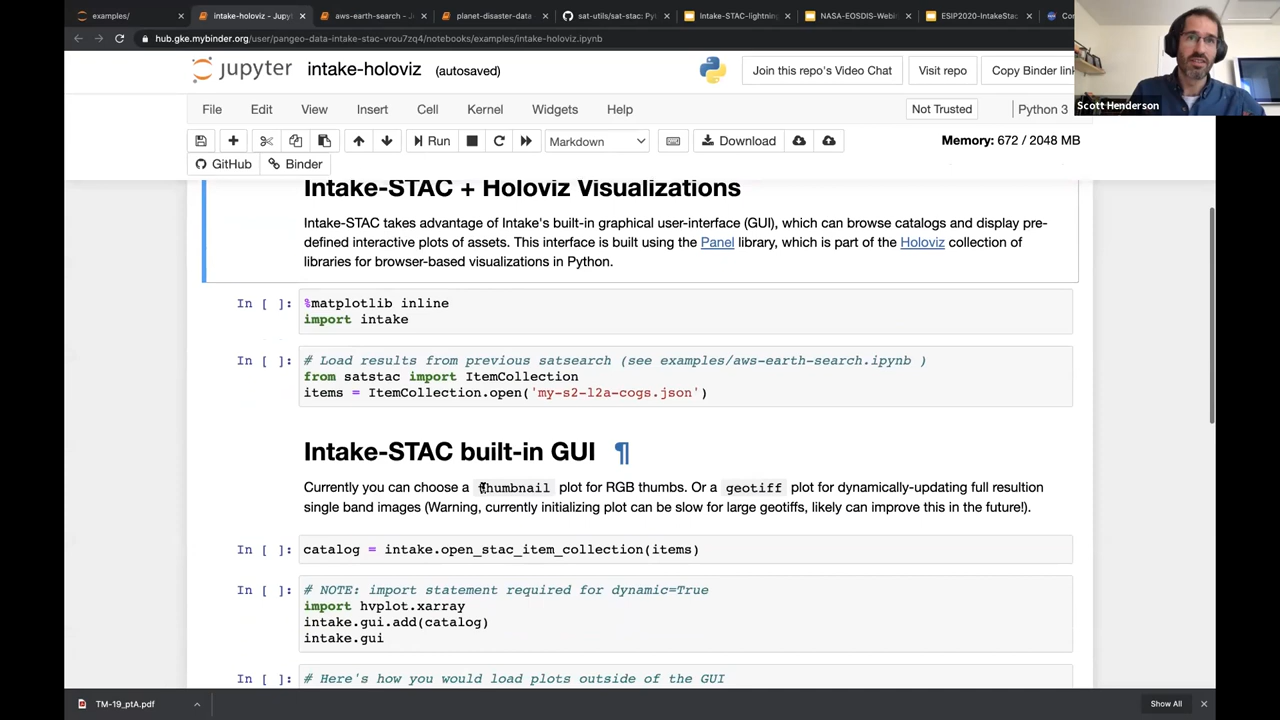 examples/
intake-holoviz - Jupyte
aws-earth-search - Jup
planet-disaster-data
sat-utils/sat-stac: Py
Intake-STAC-lightnin
NASA-EOSDIS-Webi
ESIP2020-IntakeStac
hub.gke.mybinder.org/user/pangeo-data-intake-stac-vrou7zq4/notebooks/examples/intake-holoviz.ipynb
jupyter intake-holoviz (autosaved)
Join this repo's Video Chat
Visit repo
Copy Binder link
Scott Henderson
File Edit View Insert Cell Kernel Widgets Help
Not Trusted
Python 3
Run
Markdown
Download
Memory: 672 / 2048 MB
GitHub
Binder
Intake-STAC + Holoviz Visualizations
Intake-STAC takes advantage of Intake's built-in graphical user-interface (GUI), which can browse catalogs and display pre-
defined interactive plots of assets. This interface is built using the Panel library, which is part of the Holoviz collection of
libraries for browser-based visualizations in Python.
In [ ]: %matplotlib inline
import intake
In [ ]: # Load results from previous satsearch (see examples/aws-earth-search.ipynb )
from satstac import ItemCollection
items = ItemCollection.open('my-s2-l2a-cogs.json')
Intake-STAC built-in GUI ¶
Currently you can choose a thumbnail plot for RGB thumbs. Or a geotiff plot for dynamically-updating full resultion
single band images (Warning, currently initializing plot can be slow for large geotiffs, likely can improve this in the future!).
In [ ]: catalog = intake.open_stac_item_collection(items)
In [ ]: # NOTE: import statement required for dynamic=True
import hvplot.xarray
intake.gui.add(catalog)
intake.gui
In [ ]: # Here's how you would load plots outside of the GUI
TM-19_ptA.pdf
Show All